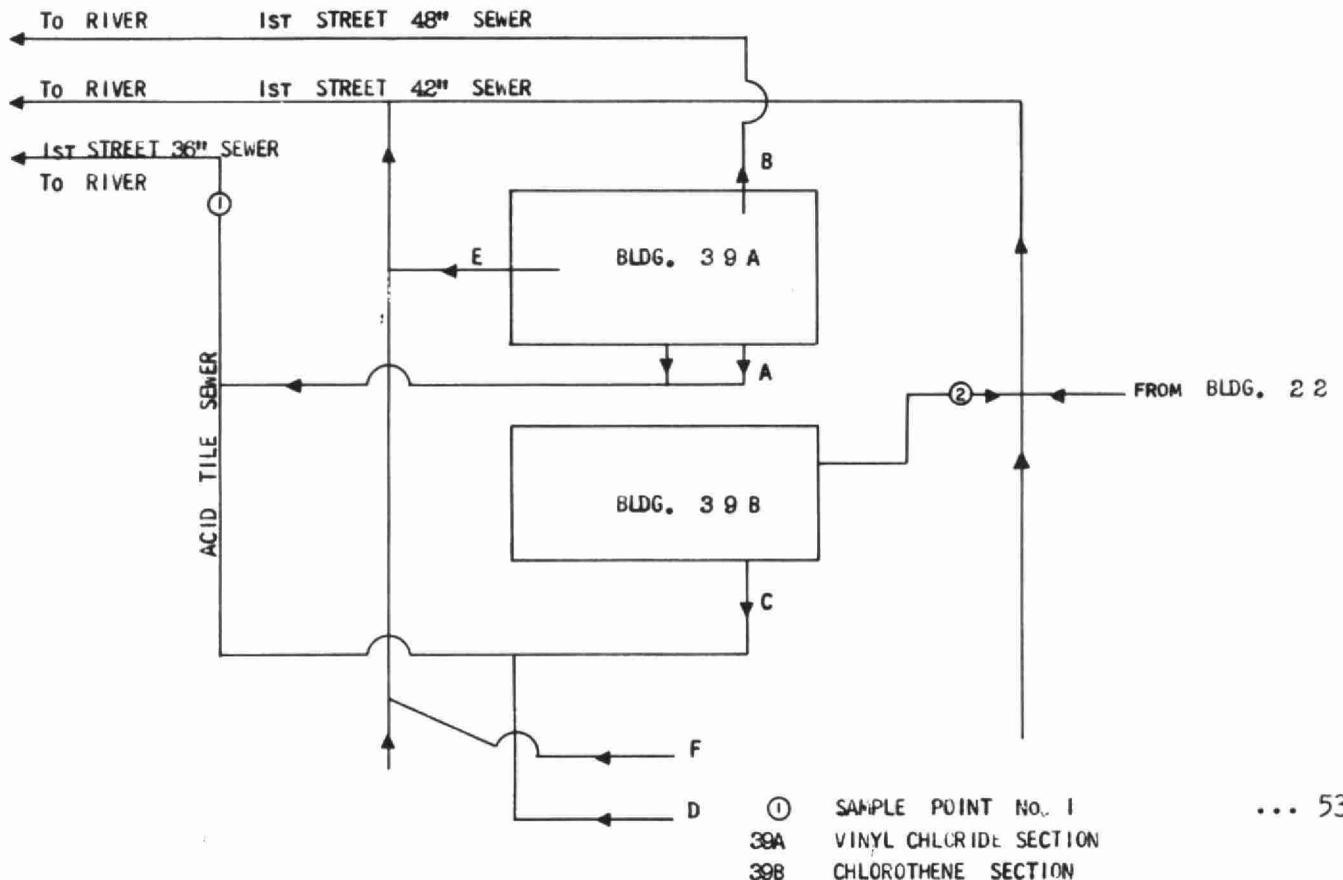 To RIVER 1ST STREET 48" SEWER
To RIVER 1ST STREET 42" SEWER
1ST STREET 36" SEWER
To RIVER
①
B
E
BLDG. 39A
A
ACID TILE SEWER
②
FROM BLDG. 22
BLDG. 39B
C
F
D
① SAMPLE POINT No. 1
... 53
39A VINYL CHLORIDE SECTION
39B CHLOROTHENE SECTION